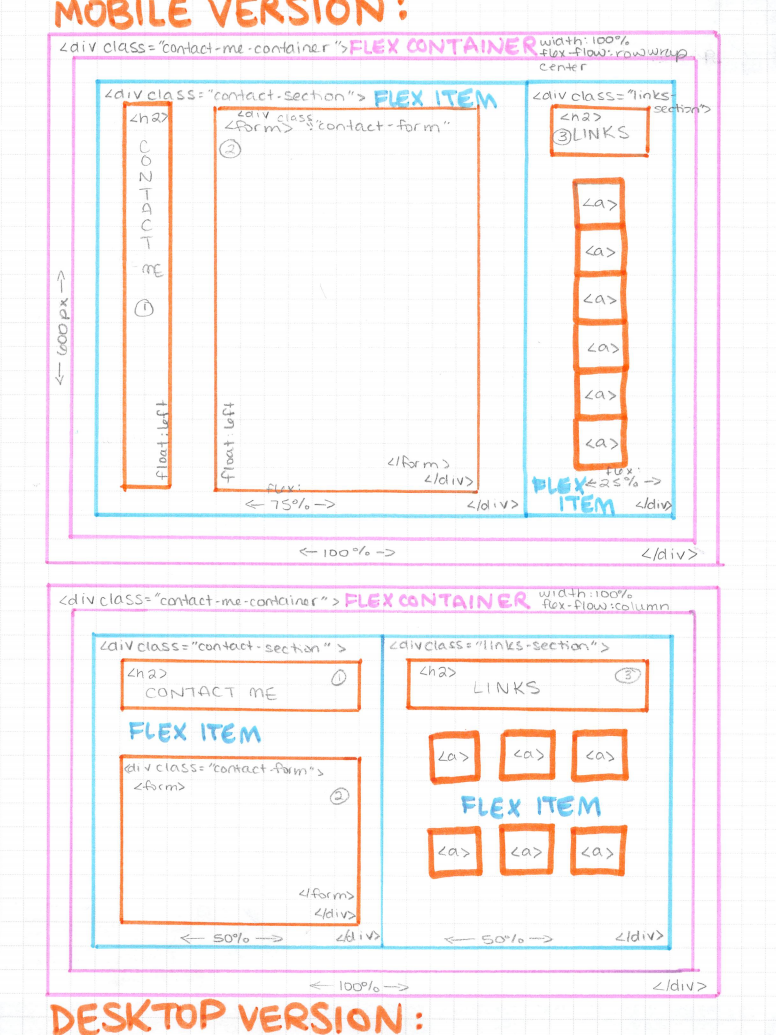 MOBILE VERSION:
<div class="contact-me-container">FLEX CONTAINER width: 100%
flex-flow: row wrap
center
<div class="contact-section"> FLEX ITEM
<div class="links-
section">
<h2>
CONTACT ME
①
float: left
<div class
<form> "contact-form"
②
float left
</form>
</div>
flex:
<- 75% ->
</div>
<h2>
③ LINKS
<a>
<a>
<a>
<a>
<a>
<a>
flex:
FLEX <- 25% ->
ITEM </div>
<- 600px ->
<- 100% ->
</div>
<div class="contact-me-container"> FLEX CONTAINER width: 100%
flex-flow: column
<div class="contact-section">
<h2> ①
CONTACT ME
FLEX ITEM
<div class="contact-form">
<form>
②
</form>
</div>
<- 50% -> </div>
<div class="links-section">
<h2> ③
LINKS
<a> <a> <a>
FLEX ITEM
<a> <a> <a>
<- 50% -> </div>
<- 100% -> </div>
DESKTOP VERSION: